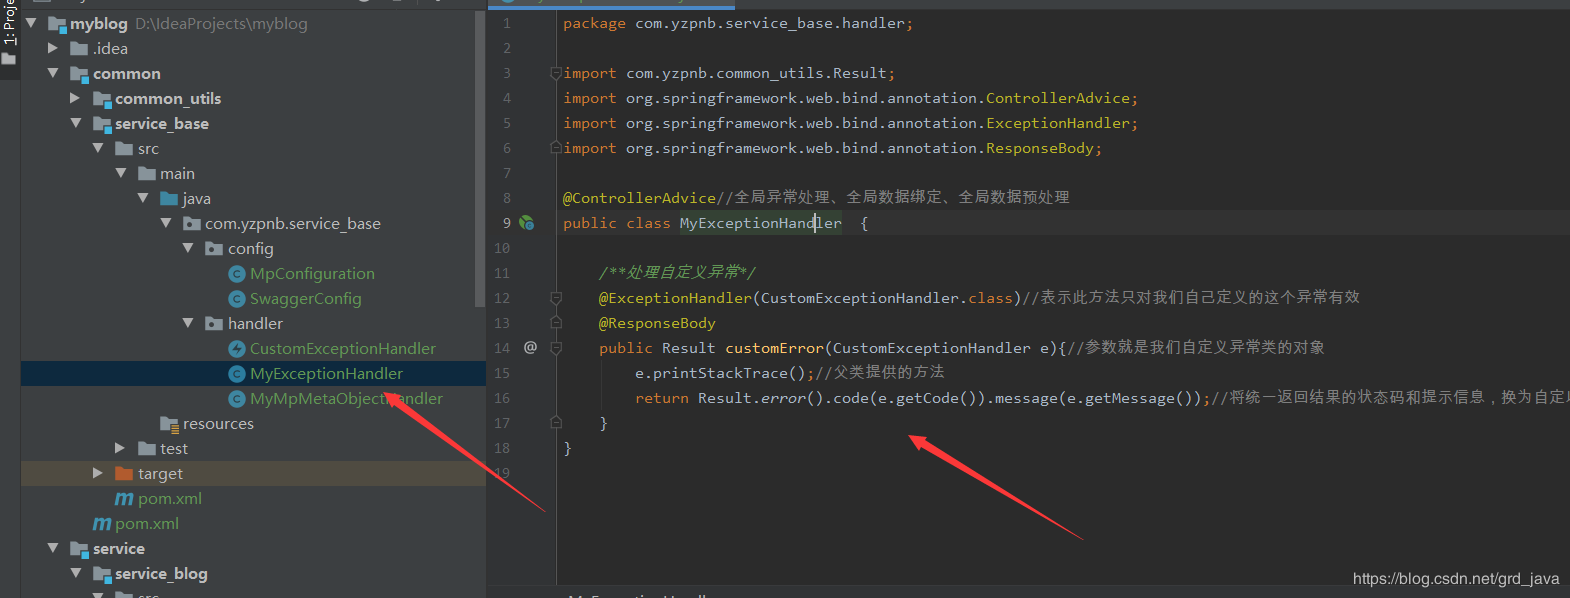 1: Proje
myblog D:\IdeaProjects\myblog
.idea
common
common_utils
service_base
src
main
java
com.yzpnb.service_base
config
MpConfiguration
SwaggerConfig
handler
CustomExceptionHandler
MyExceptionHandler
MyMpMetaObjectHandler
resources
test
target
pom.xml
pom.xml
service
service_blog
1 package com.yzpnb.service_base.handler;
2
3 import com.yzpnb.common_utils.Result;
4 import org.springframework.web.bind.annotation.ControllerAdvice;
5 import org.springframework.web.bind.annotation.ExceptionHandler;
6 import org.springframework.web.bind.annotation.ResponseBody;
7
8 @ControllerAdvice//全局异常处理、全局数据绑定、全局数据预处理
9 public class MyExceptionHandler {
10
11 /**处理自定义异常*/
12 @ExceptionHandler(CustomExceptionHandler.class)//表示此方法只对我们自己定义的这个异常有效
13 @ResponseBody
14 @ public Result customError(CustomExceptionHandler e){//参数就是我们自定义异常类的对象
15 e.printStackTrace();//父类提供的方法
16 return Result.error().code(e.getCode()).message(e.getMessage());//将统一返回结果的状态码和提示信息，换为自定
17 }
18 }
19
https://blog.csdn.net/grd_java